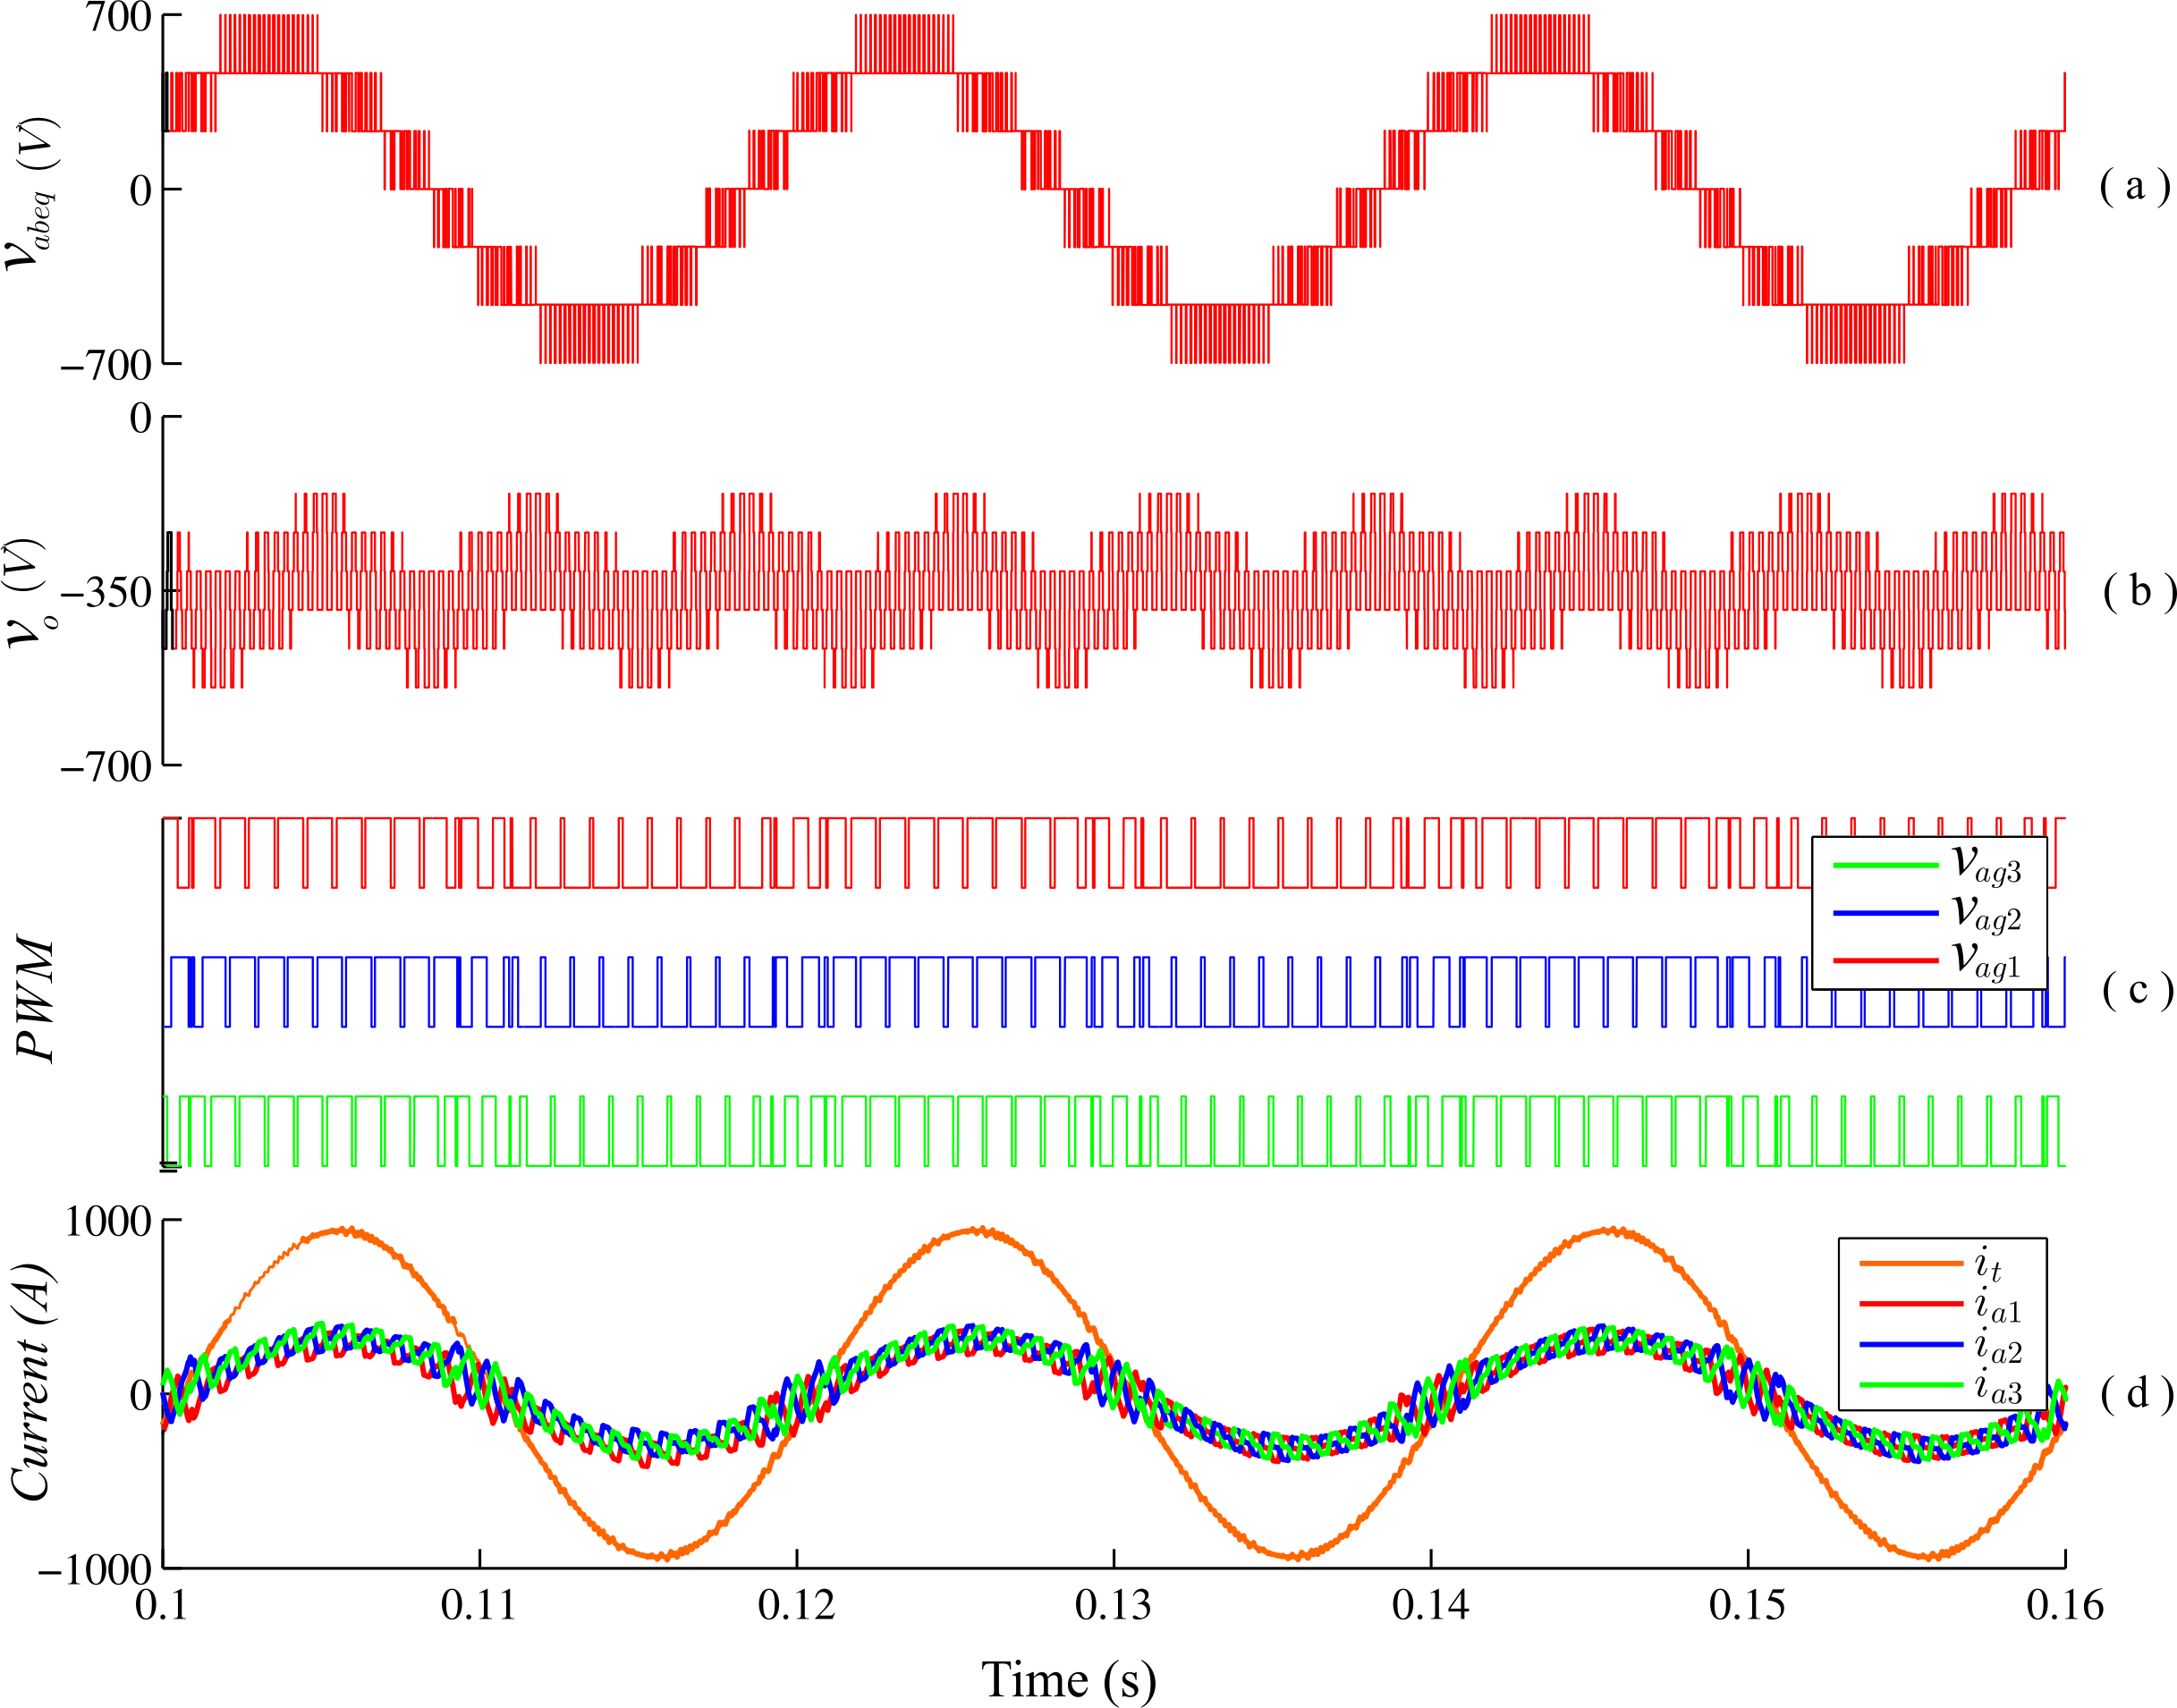 700
0
−700
v_abeq (V)
( a )
0
−350
−700
v_o (V)
( b )
PWM
v_ag3
v_ag2
v_ag1
( c )
1000
0
−1000
Current (A)
i_t
i_a1
i_a2
i_a3
( d )
0.1 0.11 0.12 0.13 0.14 0.15 0.16
Time (s)